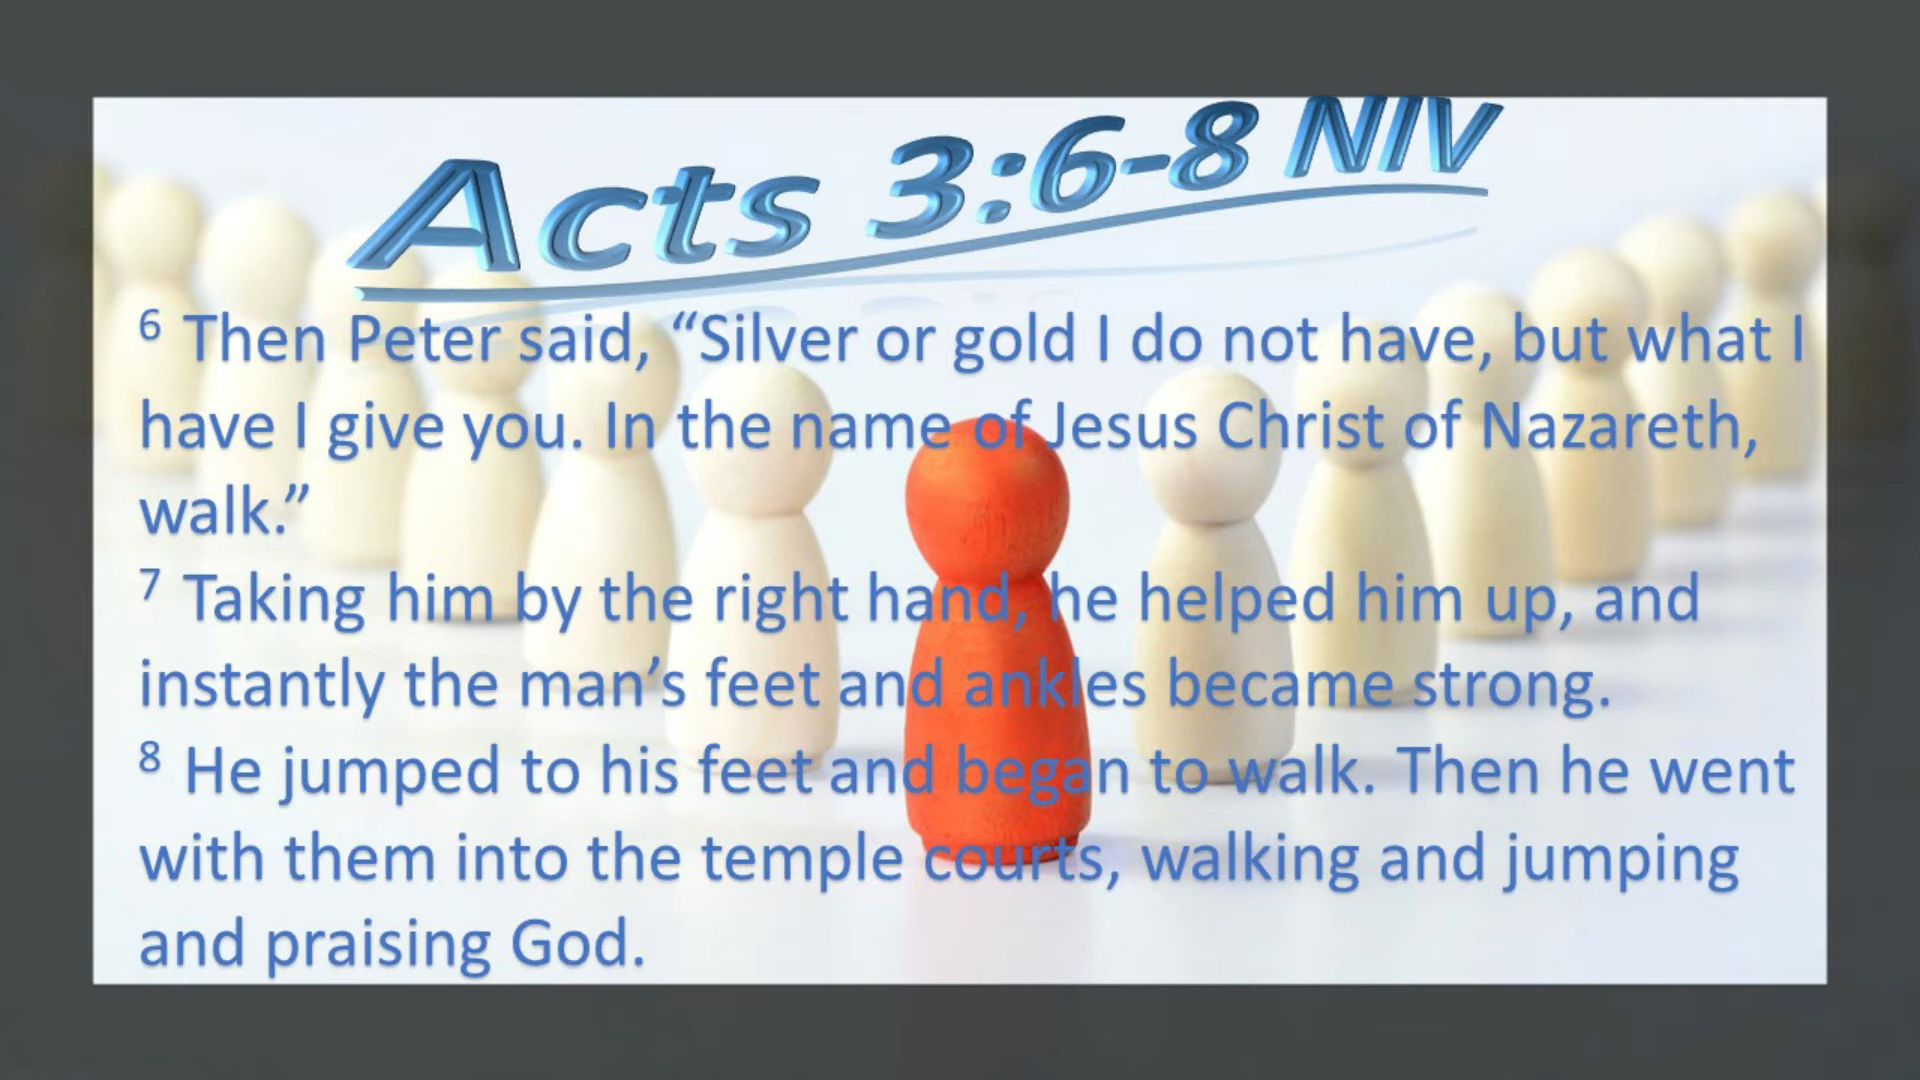 Acts 3:6-8 NIV
6 Then Peter said, “Silver or gold I do not have, but what I
have I give you. In the name of Jesus Christ of Nazareth,
walk.”
7 Taking him by the right hand, he helped him up, and
instantly the man’s feet and ankles became strong.
8 He jumped to his feet and began to walk. Then he went
with them into the temple courts, walking and jumping
and praising God.